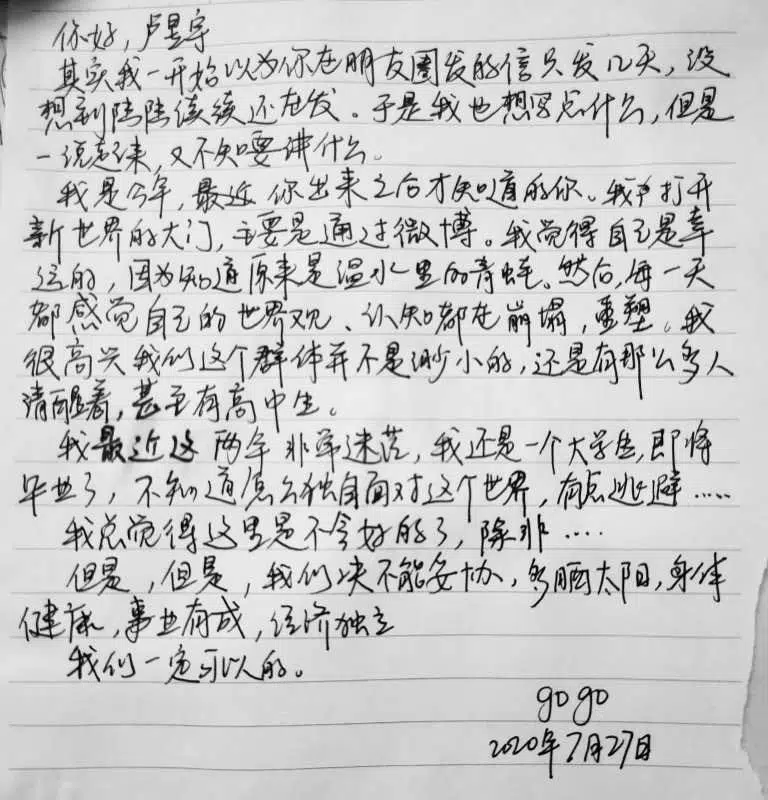 你好，卢昱宇
其实我一开始以为你在朋友圈发的信只发几天，没
想到陆陆续续还在发。于是我也想写点什么，但是
一说起来，又不知要讲什么。
我是今年，最近你出来之后才知道的你。我打开
新世界的大门，主要是通过微博。我觉得自己是幸
运的，因为知道原来是温水里的青蛙。然后，每一天
都感觉自己的世界观、认知都在崩塌，重塑。我
很高兴我们这个群体并不是渺小的，还是有那么多人
清醒着，甚至有高中生。
我最近这两年非常迷茫，我还是一个大学生，即将
毕业了，不知道怎么独自面对这个世界，有点逃避……
我总觉得这里是不会好的了，除非……
但是，但是，我们决不能妥协，多晒太阳，身体
健康，事业有成，经济独立
我们一定可以的。
gogo
2020年7月27日